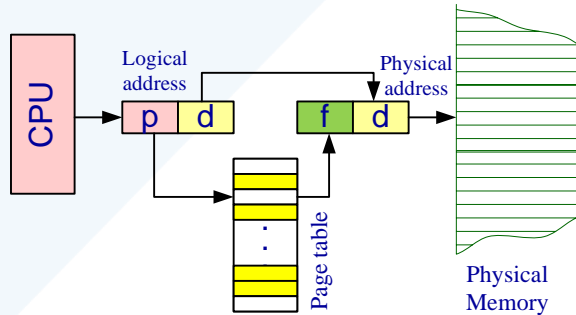 CPU
Logical
address
p d
Physical
address
f d
Page table
Physical
Memory